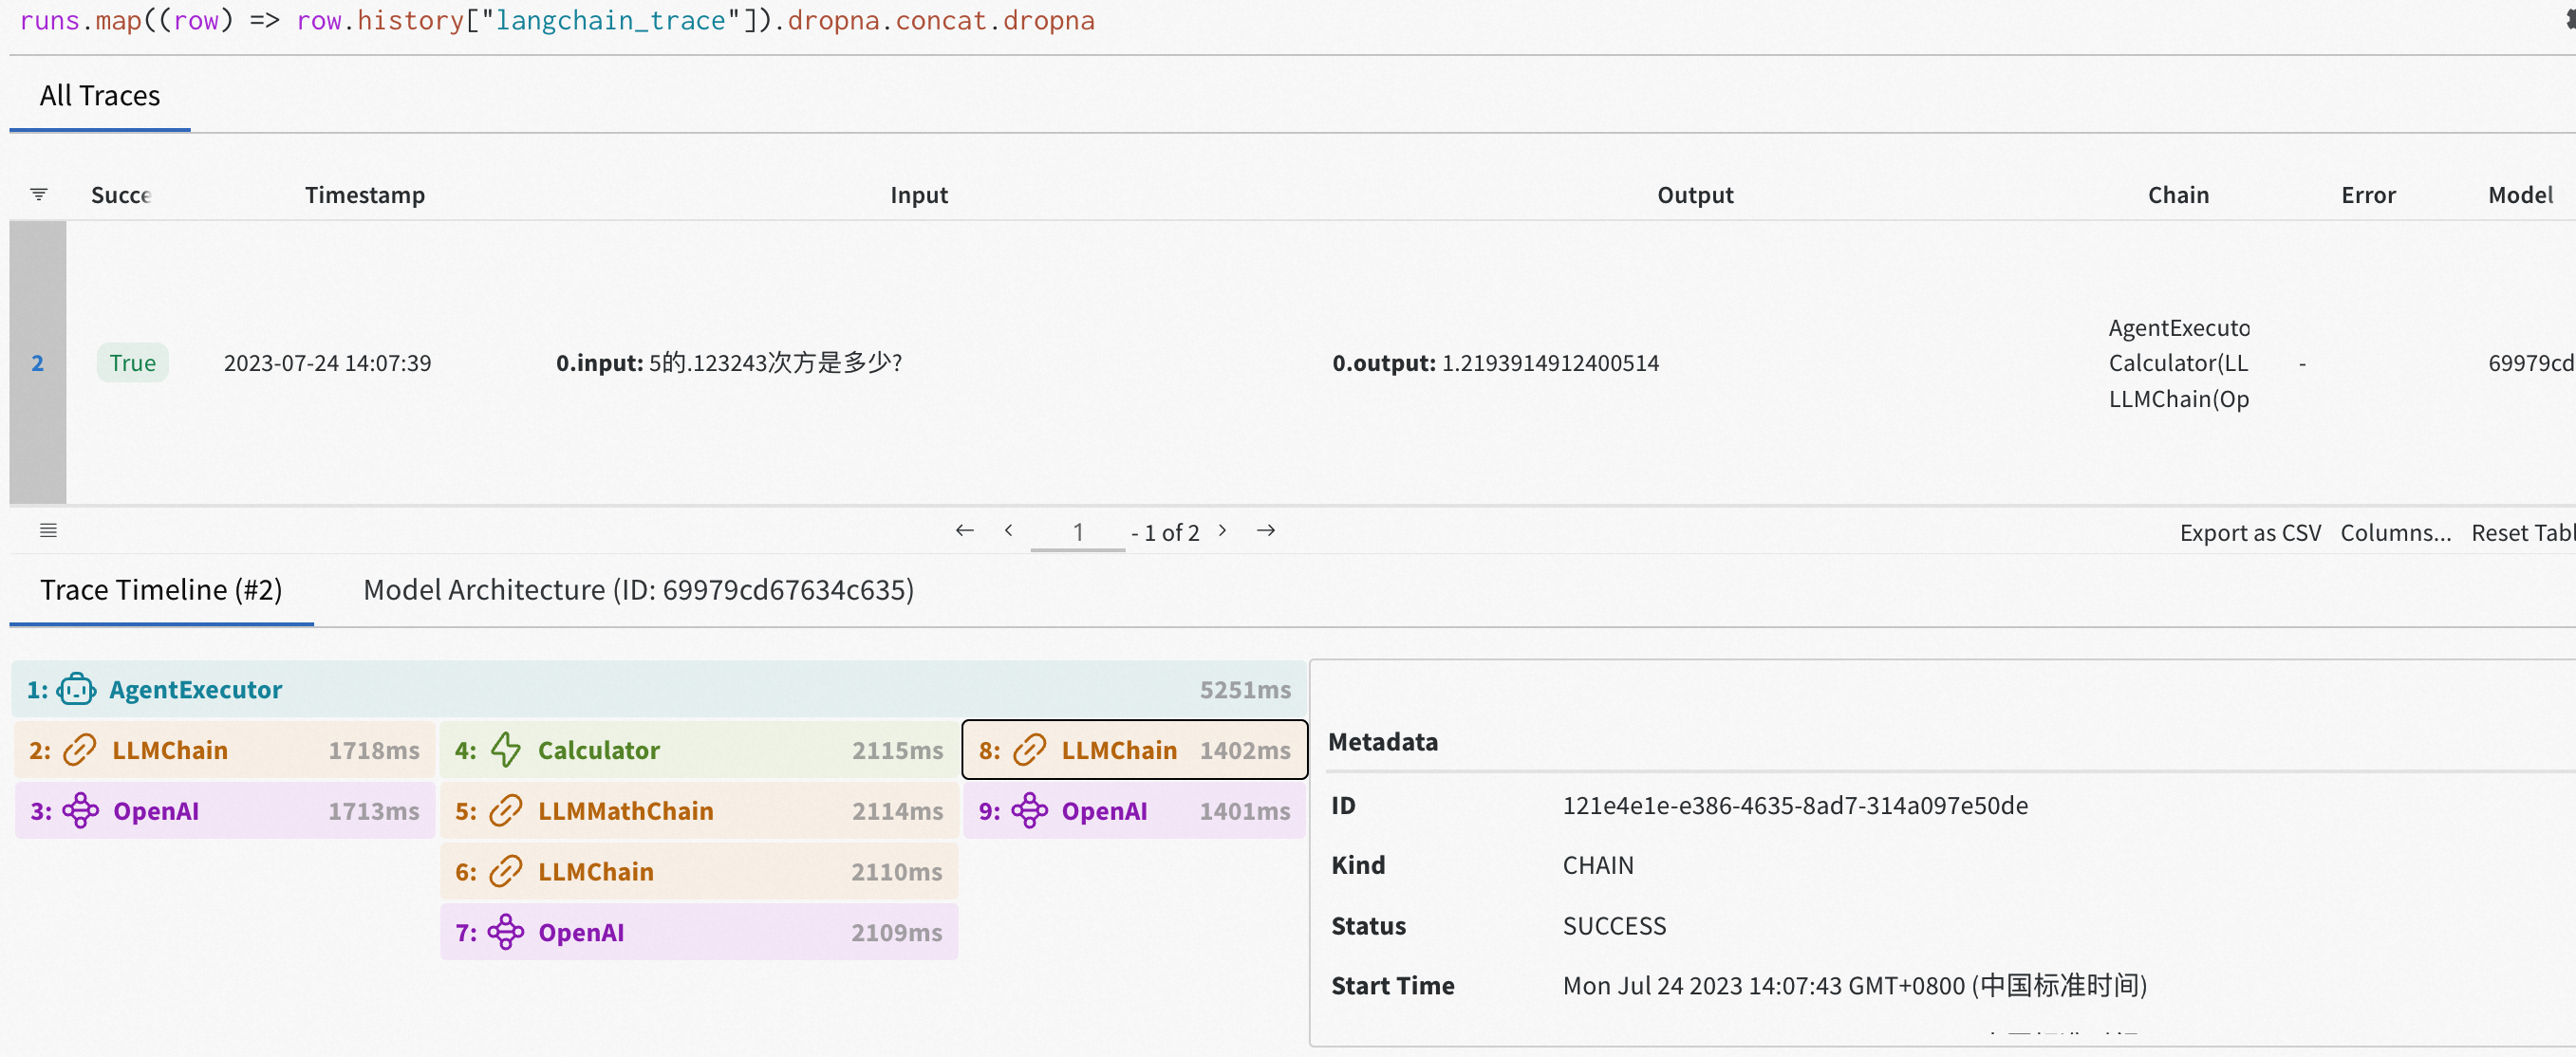 runs.map((row) => row.history["langchain_trace"]).dropna.concat.dropna
All Traces
Succe Timestamp Input Output Chain Error Model
2 True 2023-07-24 14:07:39 0.input: 5的.123243次方是多少? 0.output: 1.2193914912400514 AgentExecuto - 69979cd
Calculator(LL
LLMChain(Op
1 - 1 of 2 Export as CSV Columns... Reset Tabl
Trace Timeline (#2) Model Architecture (ID: 69979cd67634c635)
1: AgentExecutor 5251ms
2: LLMChain 1718ms 4: Calculator 2115ms 8: LLMChain 1402ms
3: OpenAI 1713ms 5: LLMMathChain 2114ms 9: OpenAI 1401ms
6: LLMChain 2110ms
7: OpenAI 2109ms
Metadata
ID 121e4e1e-e386-4635-8ad7-314a097e50de
Kind CHAIN
Status SUCCESS
Start Time Mon Jul 24 2023 14:07:43 GMT+0800 (中国标准时间)